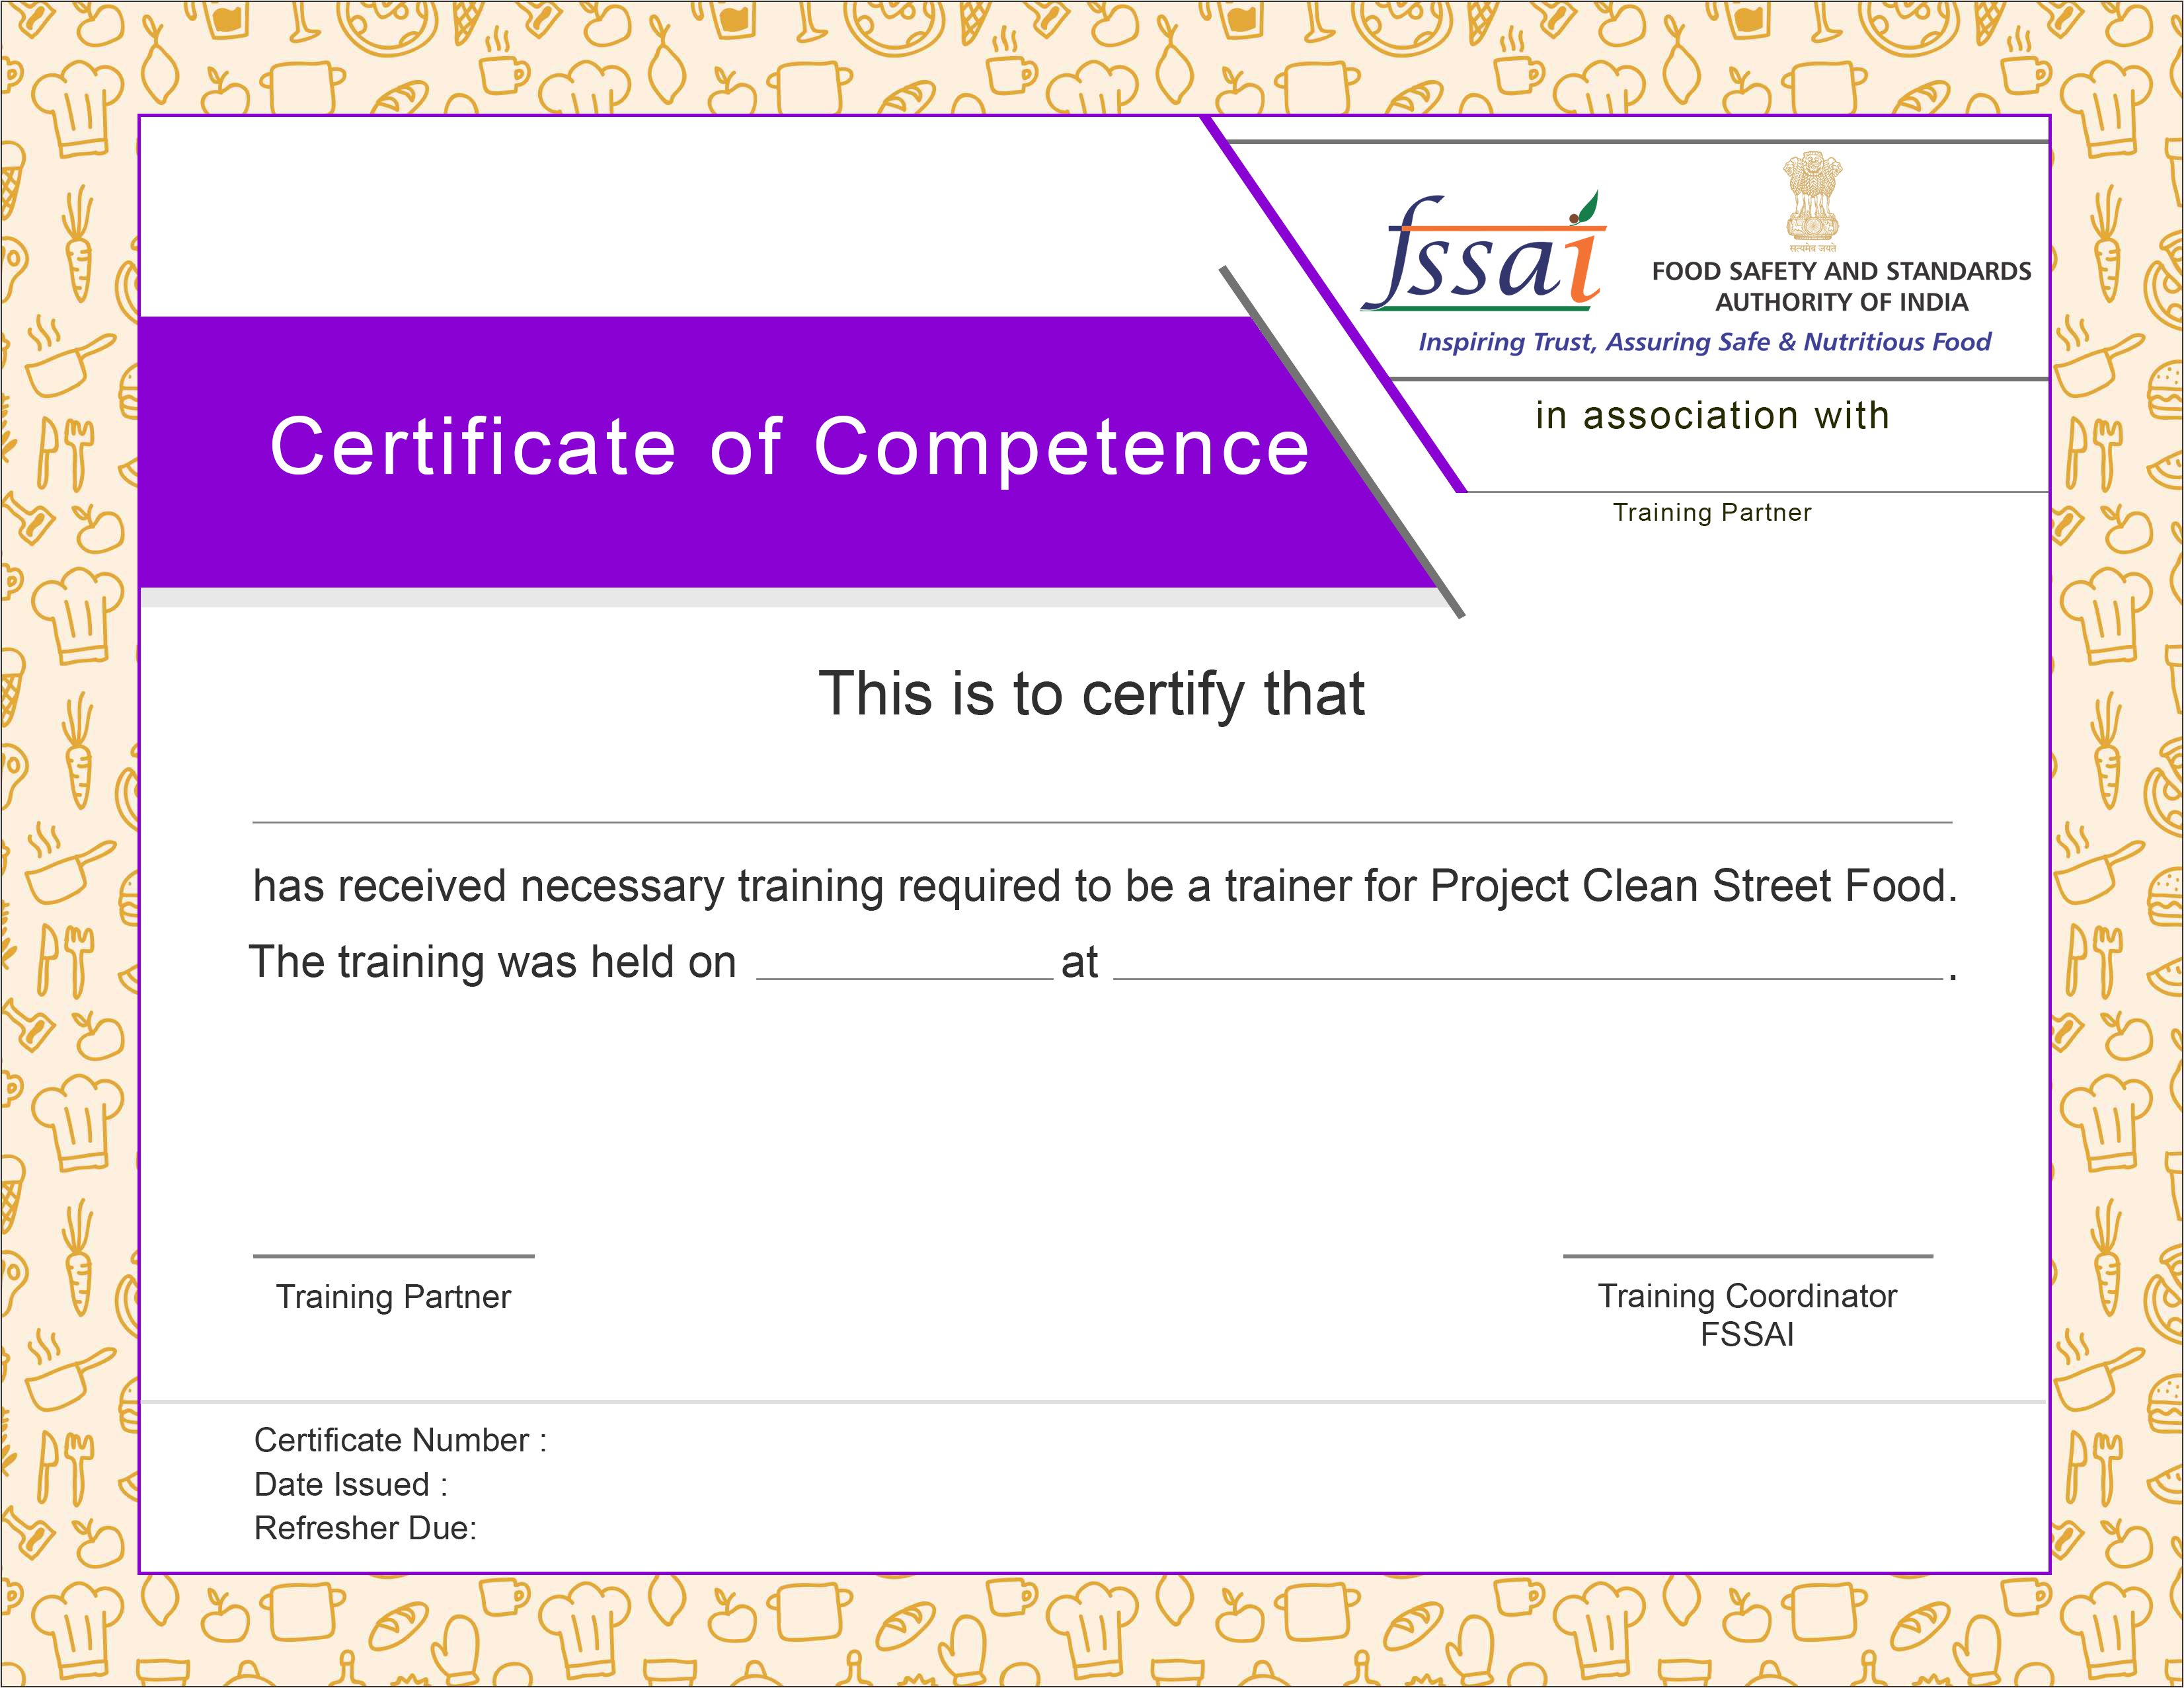 fssai
सत्यमेव जयते
FOOD SAFETY AND STANDARDS
AUTHORITY OF INDIA
Inspiring Trust, Assuring Safe & Nutritious Food
in association with
Training Partner
Certificate of Competence
This is to certify that
has received necessary training required to be a trainer for Project Clean Street Food.
The training was held on at .
Training Partner
Training Coordinator
FSSAI
Certificate Number :
Date Issued :
Refresher Due: